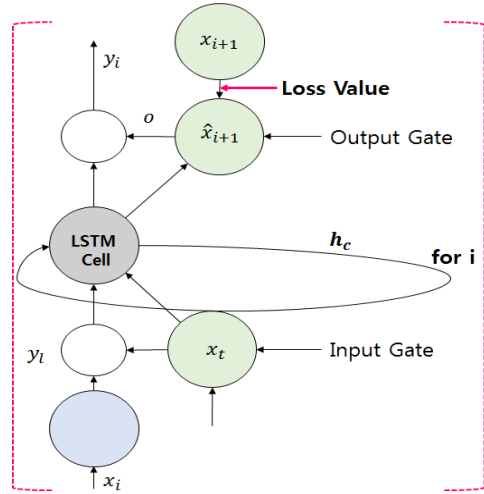 x_{i+1}
y_i
Loss Value
o
x̂_{i+1}
Output Gate
LSTM
Cell
h_c
for i
y_l
x_t
Input Gate
x_i